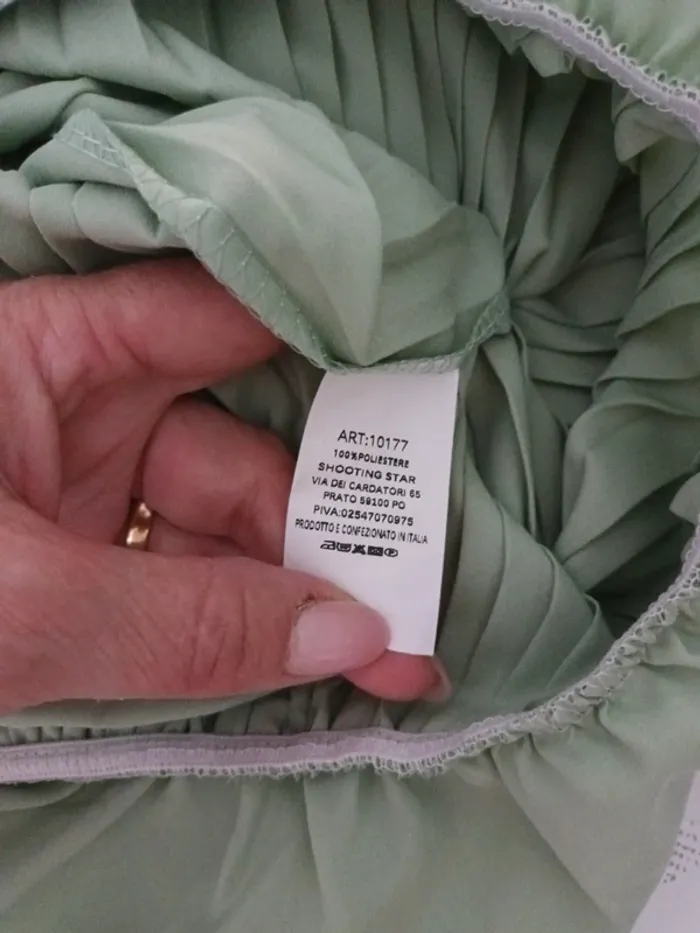 ART:10177
100%POLIESTERE
SHOOTING STAR
VIA DEI CARDATORI 65
PRATO 59100 PO
PIVA:02547070975
PRODOTTO E CONFEZIONATO IN ITALIA